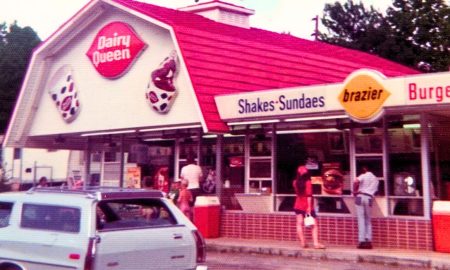 Dairy
Queen
Shakes-Sundaes
brazier
Burge